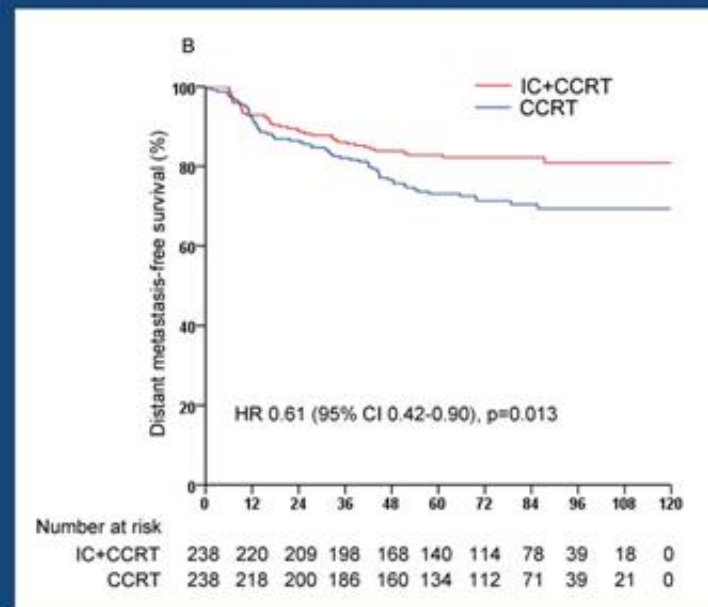 B
IC+CCRT
CCRT
Distant metastasis-free survival (%)
100
80
60
40
20
0
HR 0.61 (95% CI 0.42-0.90), p=0.013
0 12 24 36 48 60 72 84 96 108 120
Number at risk
IC+CCRT 238 220 209 198 168 140 114 78 39 18 0
CCRT 238 218 200 186 160 134 112 71 39 21 0